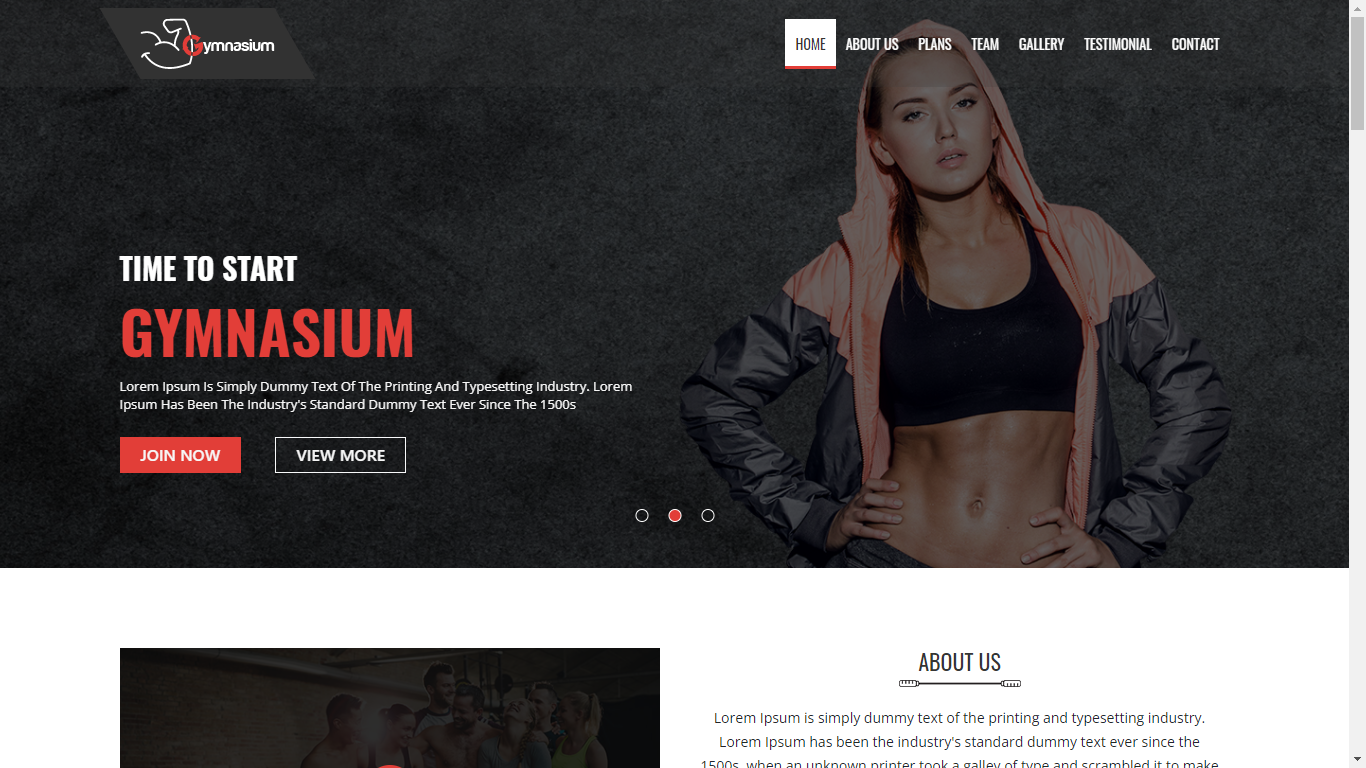 Gymnasium
HOME ABOUT US PLANS TEAM GALLERY TESTIMONIAL CONTACT
TIME TO START
GYMNASIUM
Lorem Ipsum Is Simply Dummy Text Of The Printing And Typesetting Industry. Lorem
Ipsum Has Been The Industry's Standard Dummy Text Ever Since The 1500s
JOIN NOW VIEW MORE
ABOUT US
Lorem Ipsum is simply dummy text of the printing and typesetting industry.
Lorem Ipsum has been the industry's standard dummy text ever since the
1500s, when an unknown printer took a galley of type and scrambled it to make